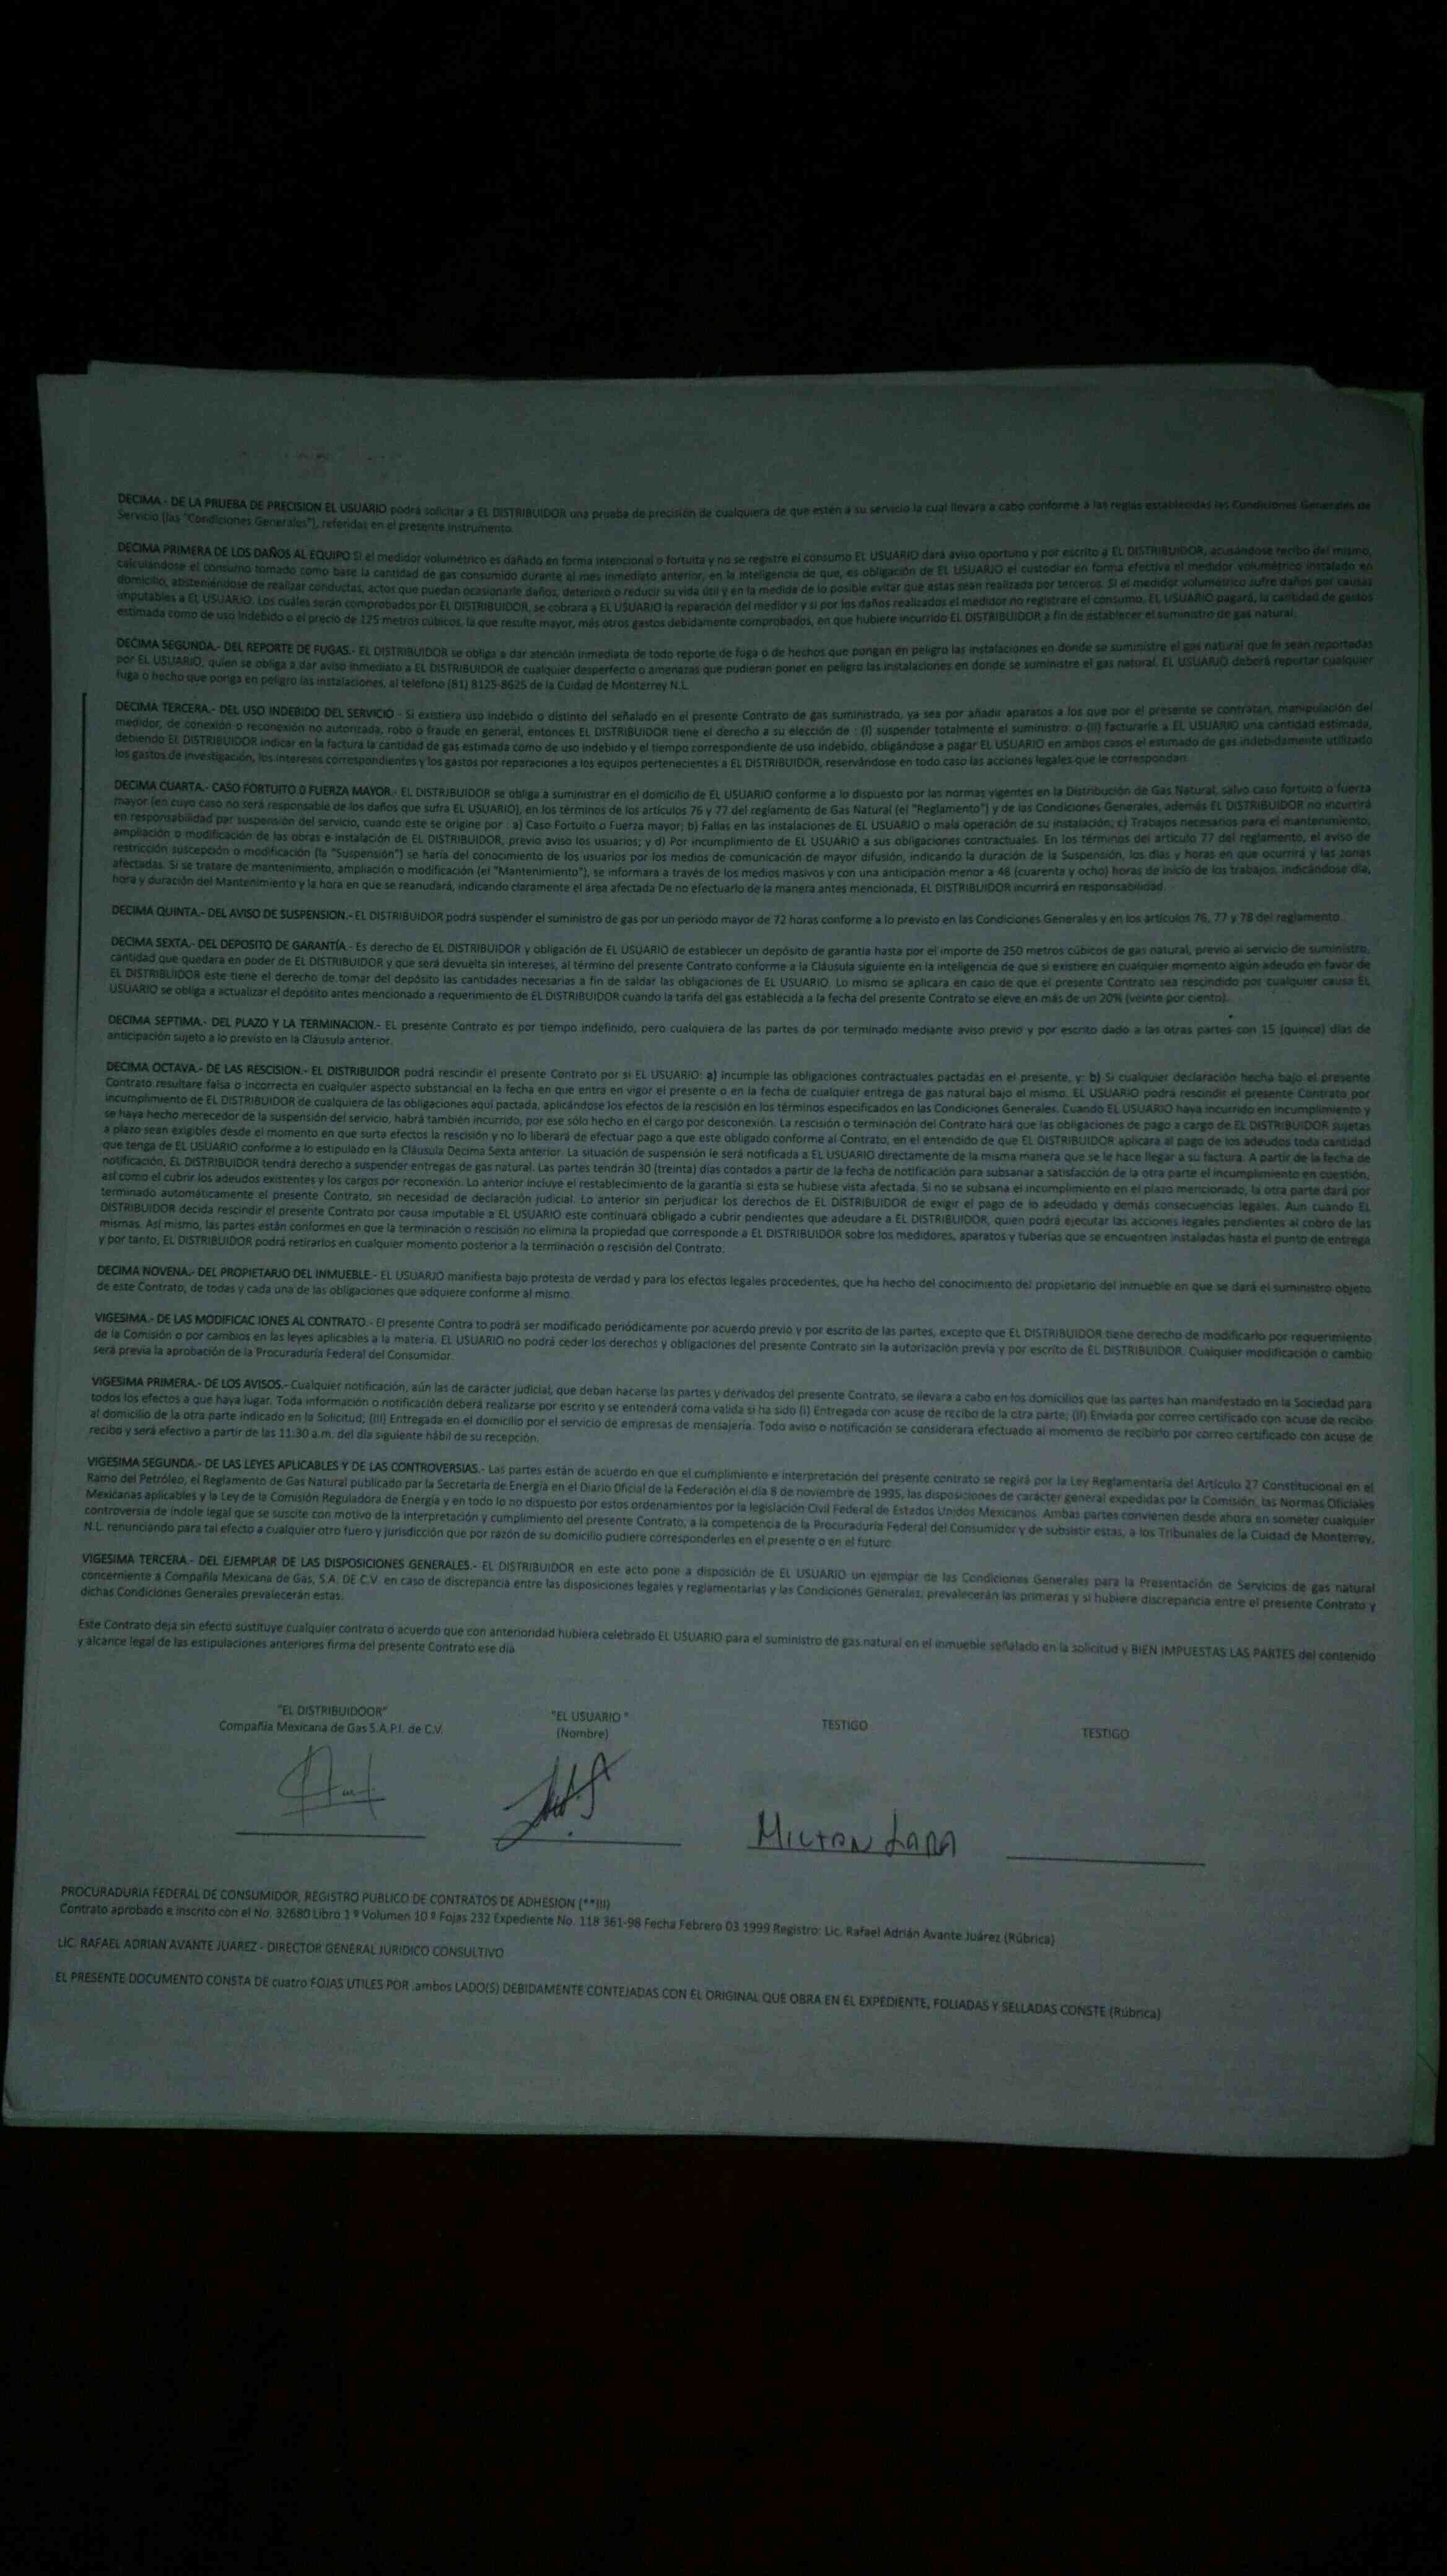 DECIMA - DE LA PRUEBA DE PRECISION EL USUARIO podrá solicitar a EL DISTRIBUIDOR una prueba de precisión de cualquiera de que estén a su servicio la cual llevara a cabo conforme a las reglas establecidas las Condiciones Generales de
Servicio (las "Condiciones Generales"), referidas en el presente instrumento.
DECIMA PRIMERA DE LOS DAÑOS AL EQUIPO Si el medidor volumétrico es dañado en forma intencional o fortuita y no se registre el consumo EL USUARIO dará aviso oportuno y por escrito a EL DISTRIBUIDOR, acusándose recibo del mismo,
calculándose el consumo tomado como base la cantidad de gas consumido durante el mes inmediato anterior, en la inteligencia de que, es obligación de EL USUARIO el custodiar en forma efectiva el medidor volumétrico instalado en
domicilio, absteniéndose de realizar conductas, actos que puedan ocasionarle daños, deterioro o reducir su vida útil y en la medida de lo posible evitar que estas sean realizada por terceros. Si el medidor volumétrico sufre daños por causas
imputables a EL USUARIO. Los cuáles serán comprobados por EL DISTRIBUIDOR, se cobrara a EL USUARIO la reparación del medidor y si por los daños realizados el medidor no registrare el consumo, EL USUARIO pagará, la cantidad de gastos
estimada como de uso indebido o el precio de 125 metros cúbicos, la que resulte mayor, más otros gastos debidamente comprobados, en que hubiere incurrido EL DISTRIBUIDOR a fin de establecer el suministro de gas natural.
DECIMA SEGUNDA.- DEL REPORTE DE FUGAS.- EL DISTRIBUIDOR se obliga a dar atención inmediata de todo reporte de fuga o de hechos que pongan en peligro las instalaciones en donde se suministre el gas natural que le sean reportadas
por EL USUARIO, quien se obliga a dar aviso inmediato a EL DISTRIBUIDOR de cualquier desperfecto o amenazas que pudieran poner en peligro las instalaciones en donde se suministre el gas natural. EL USUARIO deberá reportar cualquier
fuga o hecho que ponga en peligro las instalaciones, al teléfono (81) 8125-8625 de la Cuidad de Monterrey N.L.
DECIMA TERCERA.- DEL USO INDEBIDO DEL SERVICIO - Si existiera uso indebido o distinto del señalado en el presente Contrato de gas suministrado, ya sea por añadir aparatos a los que por el presente se contratan, manipulación del
medidor, de conexión o reconexión no autorizada, robo o fraude en general, entonces EL DISTRIBUIDOR tiene el derecho a su elección de : (i) suspender totalmente el suministro: o (ii) facturarle a EL USUARIO una cantidad estimada,
debiendo EL DISTRIBUIDOR indicar en la factura la cantidad de gas estimada como de uso indebido y el tiempo correspondiente de uso indebido, obligándose a pagar EL USUARIO en ambos casos el estimado de gas indebidamente utilizado
los gastos de investigación, los intereses correspondientes y los gastos por reparaciones a los equipos pertenecientes a EL DISTRIBUIDOR, reservándose en todo caso las acciones legales que le correspondan.
DECIMA CUARTA.- CASO FORTUITO O FUERZA MAYOR.- EL DISTRIBUIDOR se obliga a suministrar en el domicilio de EL USUARIO conforme a lo dispuesto por las normas vigentes en la Distribución de Gas Natural, salvo caso fortuito o fuerza
mayor (en cuyo caso no será responsable de los daños que sufra EL USUARIO), en los términos de los artículos 76 y 77 del reglamento de Gas Natural (el "Reglamento") y de las Condiciones Generales, además EL DISTRIBUIDOR no incurrirá
en responsabilidad par suspensión del servicio, cuando este se origine por : a) Caso Fortuito o Fuerza mayor; b) Fallas en las instalaciones de EL USUARIO o mala operación de su instalación; c) Trabajos necesarios para el mantenimiento,
ampliación o modificación de las obras e instalación de EL DISTRIBUIDOR, previo aviso los usuarios; y d) Por incumplimiento de EL USUARIO a sus obligaciones contractuales. En los términos del artículo 77 del reglamento, el aviso de
restricción suscepción o modificación (la "Suspensión") se haría del conocimiento de los usuarios por los medios de comunicación de mayor difusión, indicando la duración de la Suspensión, los días y horas en que ocurrirá y las zonas
afectadas. Si se tratare de mantenimiento, ampliación o modificación (el "Mantenimiento"), se informara a través de los medios masivos y con una anticipación menor a 48 (cuarenta y ocho) horas de inicio de los trabajos, indicándose día,
hora y duración del Mantenimiento y la hora en que se reanudará, indicando claramente el área afectada De no efectuarlo de la manera antes mencionada, EL DISTRIBUIDOR incurrirá en responsabilidad.
DECIMA QUINTA.- DEL AVISO DE SUSPENSION.- EL DISTRIBUIDOR podrá suspender el suministro de gas por un periodo mayor de 72 horas conforme a lo previsto en las Condiciones Generales y en los artículos 76, 77 y 78 del reglamento.
DECIMA SEXTA.- DEL DEPOSITO DE GARANTÍA.- Es derecho de EL DISTRIBUIDOR y obligación de EL USUARIO de establecer un depósito de garantía hasta por el importe de 250 metros cúbicos de gas natural, previo al servicio de suministro,
cantidad que quedara en poder de EL DISTRIBUIDOR y que será devuelta sin intereses, al término del presente Contrato conforme a la Cláusula siguiente en la inteligencia de que si existiere en cualquier momento algún adeudo en favor de
EL DISTRIBUIDOR este tiene el derecho de tomar del depósito las cantidades necesarias a fin de saldar las obligaciones de EL USUARIO. Lo mismo se aplicara en caso de que el presente Contrato sea rescindido por cualquier causa EL
USUARIO se obliga a actualizar el depósito antes mencionado a requerimiento de EL DISTRIBUIDOR cuando la tarifa del gas establecida a la fecha del presente Contrato se eleve en más de un 20% (veinte por ciento).
DECIMA SEPTIMA.- DEL PLAZO Y LA TERMINACION.- EL presente Contrato es por tiempo indefinido, pero cualquiera de las partes da por terminado mediante aviso previo y por escrito dado a las otras partes con 15 (quince) días de
anticipación sujeto a lo previsto en la Cláusula anterior.
DECIMA OCTAVA.- DE LAS RESCISION.- EL DISTRIBUIDOR podrá rescindir el presente Contrato por si EL USUARIO: a) incumple las obligaciones contractuales pactadas en el presente, y: b) Si cualquier declaración hecha bajo el presente
Contrato resultare falsa o incorrecta en cualquier aspecto substancial en la fecha en que entra en vigor el presente o en la fecha de cualquier entrega de gas natural bajo el mismo. EL USUARIO podrá rescindir el presente Contrato por
incumplimiento de EL DISTRIBUIDOR de cualquiera de las obligaciones aquí pactada, aplicándose los efectos de la rescisión en los términos especificados en las Condiciones Generales. Cuando EL USUARIO haya incurrido en incumplimiento y
se haya hecho merecedor de la suspensión del servicio, habrá también incurrido, por ese sólo hecho en el cargo por desconexión. La rescisión o terminación del Contrato hará que las obligaciones de pago a cargo de EL DISTRIBUIDOR sujetas
a plazo sean exigibles desde el momento en que surta efectos la rescisión y no lo liberará de efectuar pago a que este obligado conforme al Contrato, en el entendido de que EL DISTRIBUIDOR aplicara al pago de los adeudos toda cantidad
que tenga de EL USUARIO conforme a lo estipulado en la Cláusula Decima Sexta anterior. La situación de suspensión le será notificada a EL USUARIO directamente de la misma manera que se le hace llegar a su factura. A partir de la fecha de
notificación, EL DISTRIBUIDOR tendrá derecho a suspender entregas de gas natural. Las partes tendrán 30 (treinta) días contados a partir de la fecha de notificación para subsanar a satisfacción de la otra parte el incumplimiento en cuestión,
así como el cubrir los adeudos existentes y los cargos por reconexión. Lo anterior incluye el restablecimiento de la garantía si esta se hubiese vista afectada. Si no se subsana el incumplimiento en el plazo mencionado, la otra parte dará por
terminado automáticamente el presente Contrato, sin necesidad de declaración judicial. Lo anterior sin perjudicar los derechos de EL DISTRIBUIDOR de exigir el pago de lo adeudado y demás consecuencias legales. Aun cuando EL
DISTRIBUIDOR decida rescindir el presente Contrato por causa imputable a EL USUARIO este continuará obligado a cubrir pendientes que adeudare a EL DISTRIBUIDOR, quien podrá ejecutar las acciones legales pendientes al cobro de las
mismas. Así mismo, las partes están conformes en que la terminación o rescisión no elimina la propiedad que corresponde a EL DISTRIBUIDOR sobre los medidores, aparatos y tuberías que se encuentren instaladas hasta el punto de entrega
y por tanto, EL DISTRIBUIDOR podrá retirarlos en cualquier momento posterior a la terminación o rescisión del Contrato.
DECIMA NOVENA.- DEL PROPIETARIO DEL INMUEBLE.- EL USUARIO manifiesta bajo protesta de verdad y para los efectos legales procedentes, que ha hecho del conocimiento del propietario del inmueble en que se dará el suministro objeto
de este Contrato, de todas y cada una de las obligaciones que adquiere conforme al mismo.
VIGESIMA.- DE LAS MODIFICAC IONES AL CONTRATO.- El presente Contra to podrá ser modificado periódicamente por acuerdo previo y por escrito de las partes, excepto que EL DISTRIBUIDOR tiene derecho de modificarlo por requerimiento
de la Comisión o por cambios en las leyes aplicables a la materia. EL USUARIO no podrá ceder los derechos y obligaciones del presente Contrato sin la autorización previa y por escrito de EL DISTRIBUIDOR. Cualquier modificación o cambio
será previa la aprobación de la Procuraduría Federal del Consumidor.
VIGESIMA PRIMERA.- DE LOS AVISOS.- Cualquier notificación, aún las de carácter judicial, que deban hacarse las partes y derivados del presente Contrato, se llevara a cabo en los domicilios que las partes han manifestado en la Sociedad para
todos los efectos a que haya lugar. Toda información o notificación deberá realizarse por escrito y se entenderá coma valida si ha sido (i) Entregada con acuse de recibo de la otra parte; (ii) Enviada por correo certificado con acuse de recibo
al domicilio de la otra parte indicado en la Solicitud; (iii) Entregada en el domicilio por el servicio de empresas de mensajería. Todo aviso o notificación se considerara efectuado al momento de recibirlo por correo certificado con acuse de
recibo y será efectivo a partir de las 11:30 a.m. del día siguiente hábil de su recepción.
VIGESIMA SEGUNDA.- DE LAS LEYES APLICABLES Y DE LAS CONTROVERSIAS.- Las partes están de acuerdo en que el cumplimiento e interpretación del presente contrato se regirá por la Ley Reglamentaria del Artículo 27 Constitucional en el
Ramo del Petróleo, el Reglamento de Gas Natural publicado par la Secretaría de Energía en el Diario Oficial de la Federación el día 8 de noviembre de 1995, las disposiciones de carácter general expedidas por la Comisión, las Normas Oficiales
Mexicanas aplicables y la Ley de la Comisión Reguladora de Energía y en todo lo no dispuesto por estos ordenamientos por la legislación Civil Federal de Estados Unidos Mexicanos. Ambas partes convienen desde ahora en someter cualquier
controversia de índole legal que se suscite con motivo de la interpretación y cumplimiento del presente Contrato, a la competencia de la Procuraduría Federal del Consumidor y de subsistir estas, a los Tribunales de la Cuidad de Monterrey,
N.L. renunciando para tal efecto a cualquier otro fuero y jurisdicción que por razón de su domicilio pudiere corresponderles en el presente o en el futuro.
VIGESIMA TERCERA.- DEL EJEMPLAR DE LAS DISPOSICIONES GENERALES.- EL DISTRIBUIDOR en este acto pone a disposición de EL USUARIO un ejemplar de las Condiciones Generales para la Presentación de Servicios de gas natural
concerniente a Compañía Mexicana de Gas, S.A. DE C.V. en caso de discrepancia entre las disposiciones legales y reglamentarias y las Condiciones Generales, prevalecerán las primeras y si hubiere discrepancia entre el presente Contrato y
dichas Condiciones Generales prevalecerán estas.
Este Contrato deja sin efecto sustituye cualquier contrato o acuerdo que con anterioridad hubiera celebrado EL USUARIO para el suministro de gas natural en el inmueble señalado en la solicitud y BIEN IMPUESTAS LAS PARTES del contenido
y alcance legal de las estipulaciones anteriores firma del presente Contrato ese día
"EL DISTRIBUIDOOR"
Compañía Mexicana de Gas S.A.P.I. de C.V.
"EL USUARIO "
(Nombre)
TESTIGO
TESTIGO
MILTON LARA
PROCURADURIA FEDERAL DE CONSUMIDOR, REGISTRO PUBLICO DE CONTRATOS DE ADHESION (**III)
Contrato aprobado e inscrito con el No. 32680 Libro 1 º Volumen 10 º Fojas 232 Expediente No. 118 361-98 Fecha Febrero 03 1999 Registro: Lic. Rafael Adrián Avante Juárez (Rúbrica)
LIC. RAFAEL ADRIAN AVANTE JUAREZ - DIRECTOR GENERAL JURIDICO CONSULTIVO
EL PRESENTE DOCUMENTO CONSTA DE cuatro FOJAS UTILES POR .ambos LADO(S) DEBIDAMENTE CONTEJADAS CON EL ORIGINAL QUE OBRA EN EL EXPEDIENTE, FOLIADAS Y SELLADAS CONSTE (Rúbrica)